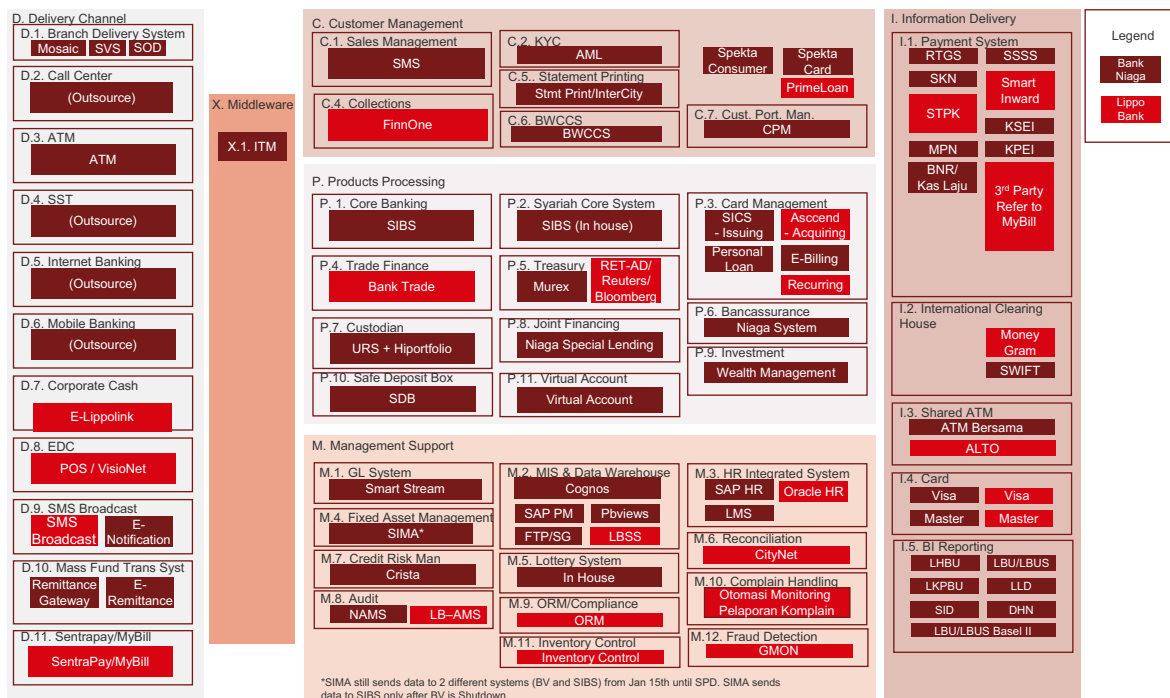 D. Delivery Channel
D.1. Branch Delivery System
Mosaic
SVS
SOD
D.2. Call Center
(Outsource)
D.3. ATM
ATM
D.4. SST
(Outsource)
D.5. Internet Banking
(Outsource)
D.6. Mobile Banking
(Outsource)
D.7. Corporate Cash
E-Lippolink
D.8. EDC
POS / VisioNet
D.9. SMS Broadcast
SMS
Broadcast
E-
Notification
D.10. Mass Fund Trans Syst
Remittance
Gateway
E-
Remittance
D.11. Sentrapay/MyBill
SentraPay/MyBill
X. Middleware
X.1. ITM
C. Customer Management
C.1. Sales Management
SMS
C.2. KYC
AML
C.4. Collections
FinnOne
C.5.. Statement Printing
Stmt Print/InterCity
C.6. BWCCS
BWCCS
Spekta
Consumer
Spekta
Card
PrimeLoan
C.7. Cust. Port. Man.
CPM
P. Products Processing
P. 1. Core Banking
SIBS
P.2. Syariah Core System
SIBS (In house)
P.3. Card Management
SICS
- Issuing
Asccend
- Acquiring
Personal
Loan
E-Billing
Recurring
P.4. Trade Finance
Bank Trade
P.5. Treasury
Murex
RET-AD/
Reuters/
Bloomberg
P.6. Bancassurance
Niaga System
P.7. Custodian
URS + Hiportfolio
P.8. Joint Financing
Niaga Special Lending
P.9. Investment
Wealth Management
P.10. Safe Deposit Box
SDB
P.11. Virtual Account
Virtual Account
M. Management Support
M.1. GL System
Smart Stream
M.2. MIS & Data Warehouse
Cognos
SAP PM
Pbviews
FTP/SG
LBSS
M.3. HR Integrated System
SAP HR
Oracle HR
LMS
M.4. Fixed Asset Management
SIMA*
M.5. Lottery System
In House
M.6. Reconciliation
CityNet
M.7. Credit Risk Man
Crista
M.8. Audit
NAMS
LB–AMS
M.9. ORM/Compliance
ORM
M.10. Complain Handling
Otomasi Monitoring
Pelaporan Komplain
M.11. Inventory Control
Inventory Control
M.12. Fraud Detection
GMON
*SIMA still sends data to 2 different systems (BV and SIBS) from Jan 15th until SPD. SIMA sends
data to SIBS only after BV is Shutdown.
I. Information Delivery
I.1. Payment System
RTGS
SSSS
SKN
Smart
Inward
STPK
KSEI
MPN
KPEI
BNR/
Kas Laju
3rd Party
Refer to
MyBill
I.2. International Clearing
House
Money
Gram
SWIFT
I.3. Shared ATM
ATM Bersama
ALTO
I.4. Card
Visa
Visa
Master
Master
I.5. BI Reporting
LHBU
LBU/LBUS
LKPBU
LLD
SID
DHN
LBU/LBUS Basel II
Legend
Bank
Niaga
Lippo
Bank